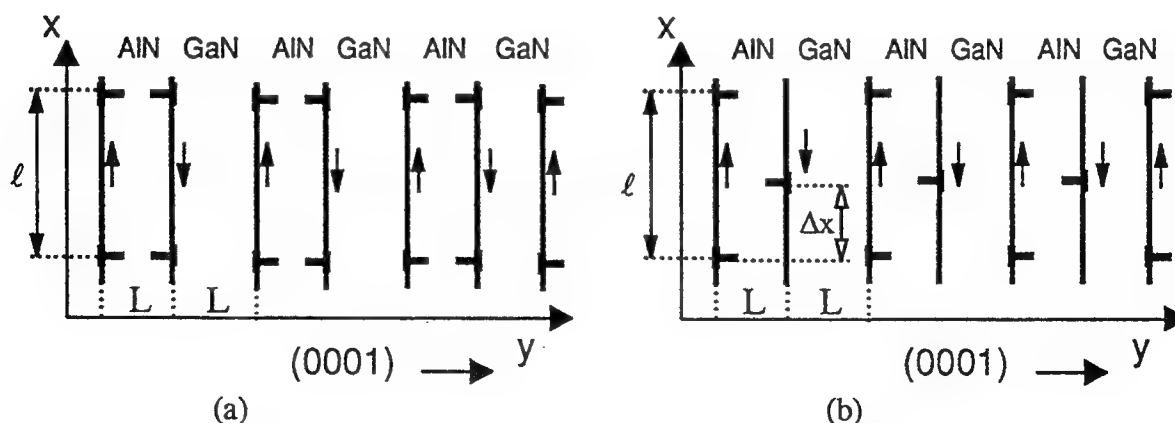 x
AlN GaN AlN GaN AlN GaN
ℓ
L L
y
(0001)
(a)
x
AlN GaN AlN GaN AlN GaN
ℓ
Δx
L L
y
(0001)
(b)